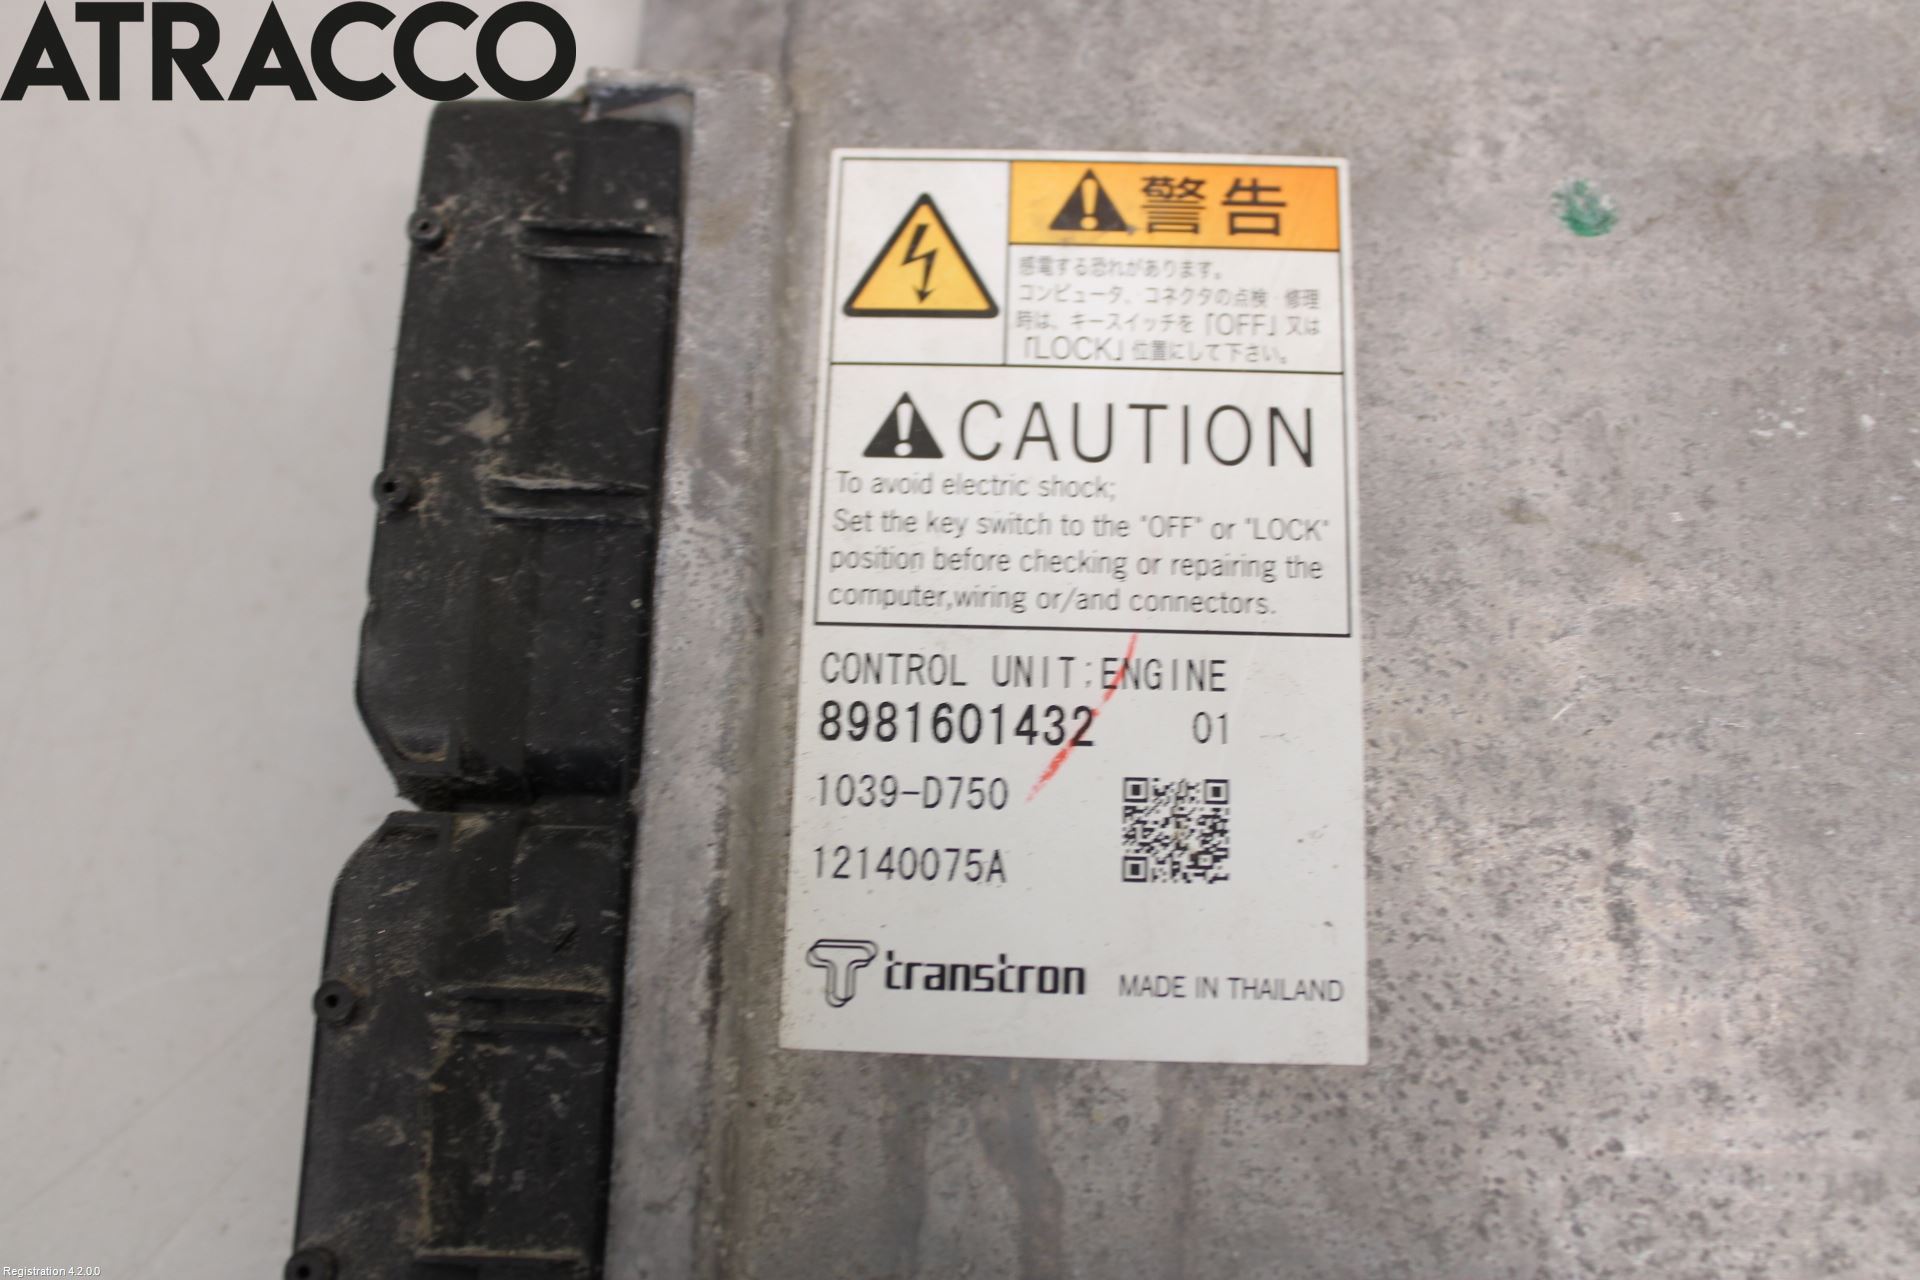 ATRACCO
警告
感電する恐れがあります。
コンピュータ、コネクタの点検・修理
時は、キースイッチを「OFF」又は
「LOCK」位置にして下さい。
CAUTION
To avoid electric shock;
Set the key switch to the "OFF" or "LOCK"
position before checking or repairing the
computer,wiring or/and connectors.
CONTROL UNIT;ENGINE
8981601432 01
1039-D750
12140075A
transtron MADE IN THAILAND
Registration 4.2.0.0